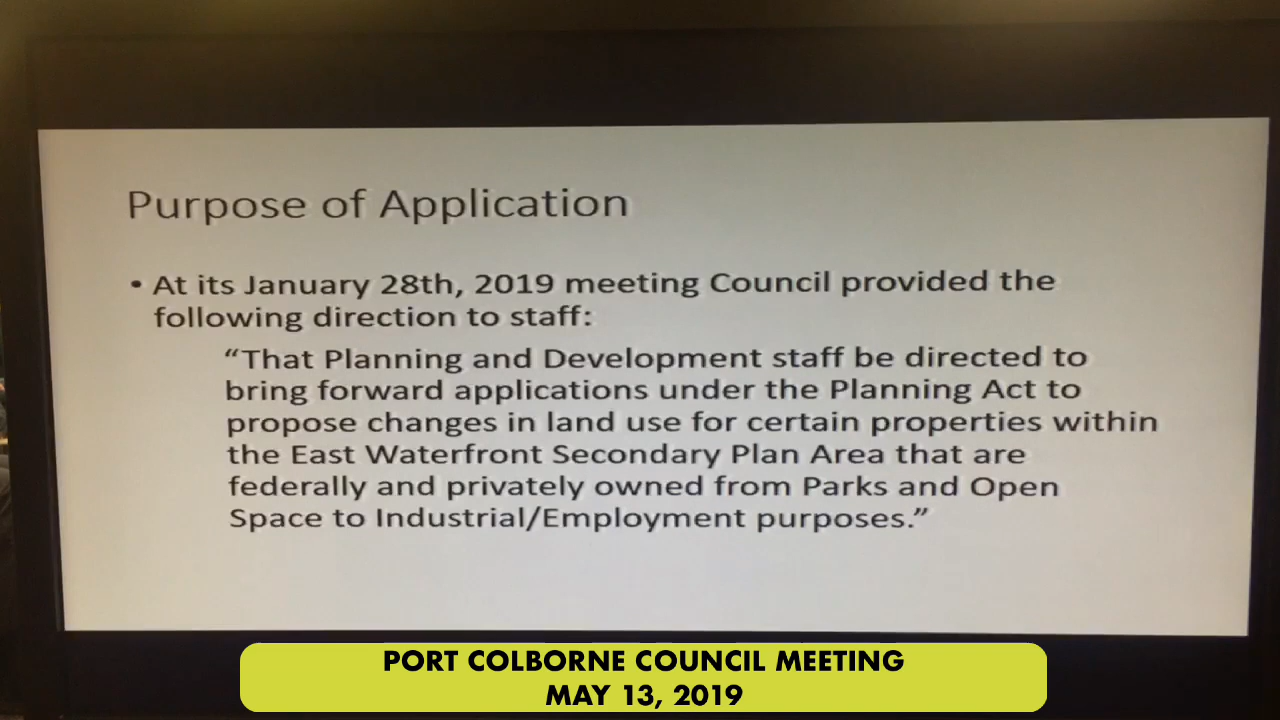 Purpose of Application
• At its January 28th, 2019 meeting Council provided the
following direction to staff:
“That Planning and Development staff be directed to
bring forward applications under the Planning Act to
propose changes in land use for certain properties within
the East Waterfront Secondary Plan Area that are
federally and privately owned from Parks and Open
Space to Industrial/Employment purposes.”
PORT COLBORNE COUNCIL MEETING
MAY 13, 2019